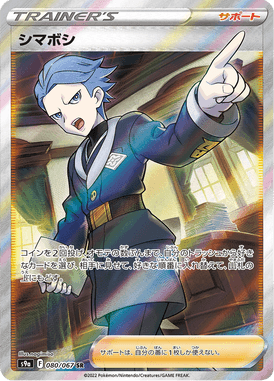 TRAINER'S
サポート
シマボシ
コインを2回投げ、オモテの数ぶんまで、自分のトラッシュから好
きなカードを選び、相手に見せて、好きな順番に入れ替えて、山札の
上にもどす。
サポートは、自分の番に1枚しか使えない。
s9a F 080/067 SR
©2022 Pokémon/Nintendo/Creatures/GAME FREAK.